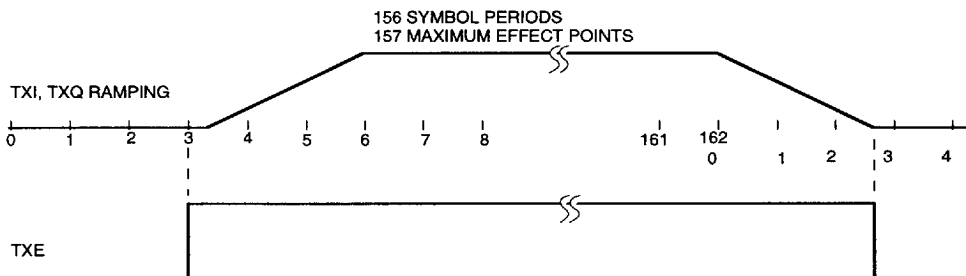 156 SYMBOL PERIODS
157 MAXIMUM EFFECT POINTS
TXI, TXQ RAMPING
0 1 2 3 4 5 6 7 8 161 162
0 1 2 3 4
TXE